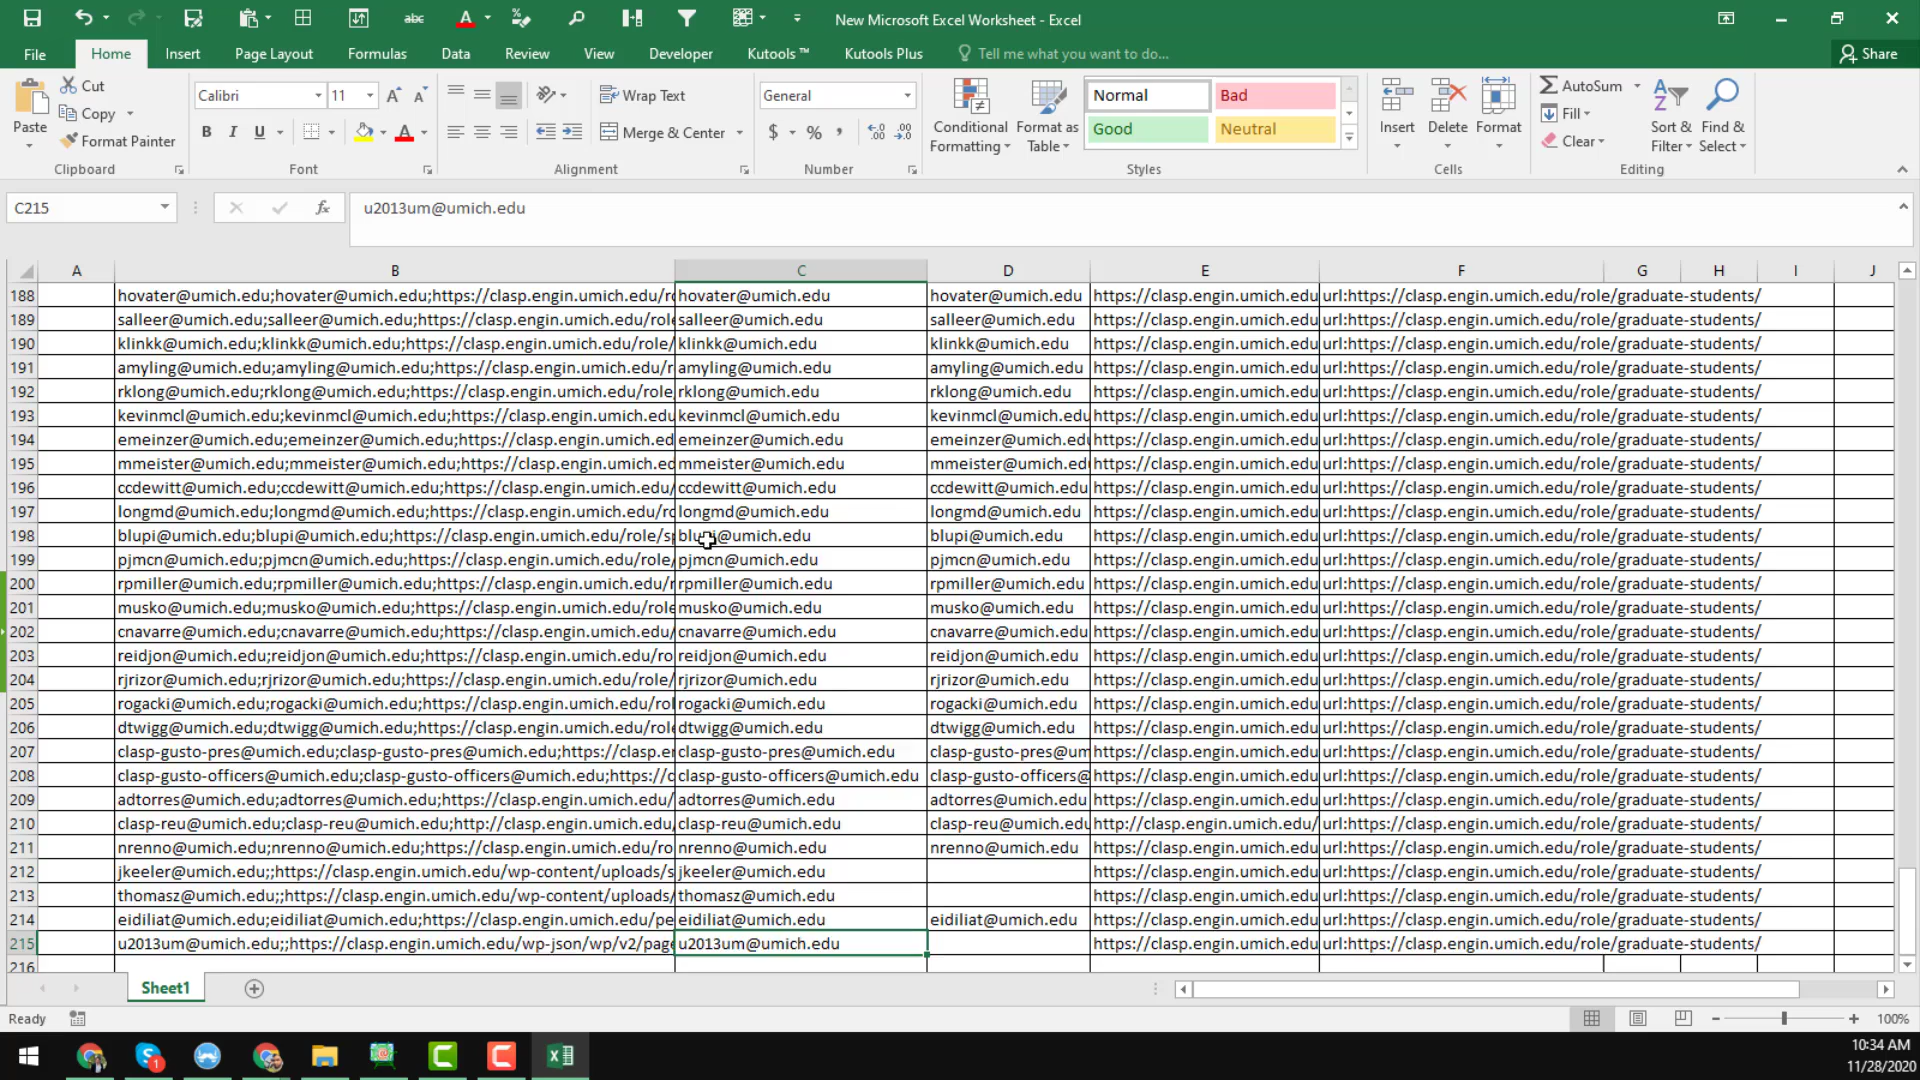 abc A New Microsoft Excel Worksheet - Excel
File Home Insert Page Layout Formulas Data Review View Developer Kutools ™ Kutools Plus Tell me what you want to do... Share
Paste Cut Copy Format Painter Clipboard
Calibri 11 A A B I U A Font
Wrap Text Merge & Center Alignment
General $ % , Number
Conditional Formatting Format as Table Normal Bad Good Neutral Styles
Insert Delete Format Cells
AutoSum Fill Clear Sort & Filter Find & Select Editing
C215 fx u2013um@umich.edu
A B C D E F G H I J
188 hovater@umich.edu;hovater@umich.edu;https://clasp.engin.umich.edu/ro hovater@umich.edu hovater@umich.edu https://clasp.engin.umich.edu url:https://clasp.engin.umich.edu/role/graduate-students/
189 salleer@umich.edu;salleer@umich.edu;https://clasp.engin.umich.edu/role salleer@umich.edu salleer@umich.edu https://clasp.engin.umich.edu url:https://clasp.engin.umich.edu/role/graduate-students/
190 klinkk@umich.edu;klinkk@umich.edu;https://clasp.engin.umich.edu/role/ klinkk@umich.edu klinkk@umich.edu https://clasp.engin.umich.edu url:https://clasp.engin.umich.edu/role/graduate-students/
191 amyling@umich.edu;amyling@umich.edu;https://clasp.engin.umich.edu/r amyling@umich.edu amyling@umich.edu https://clasp.engin.umich.edu url:https://clasp.engin.umich.edu/role/graduate-students/
192 rklong@umich.edu;rklong@umich.edu;https://clasp.engin.umich.edu/role, rklong@umich.edu rklong@umich.edu https://clasp.engin.umich.edu url:https://clasp.engin.umich.edu/role/graduate-students/
193 kevinmcl@umich.edu;kevinmcl@umich.edu;https://clasp.engin.umich.edu kevinmcl@umich.edu kevinmcl@umich.edu https://clasp.engin.umich.edu url:https://clasp.engin.umich.edu/role/graduate-students/
194 emeinzer@umich.edu;emeinzer@umich.edu;https://clasp.engin.umich.ed emeinzer@umich.edu emeinzer@umich.edu https://clasp.engin.umich.edu url:https://clasp.engin.umich.edu/role/graduate-students/
195 mmeister@umich.edu;mmeister@umich.edu;https://clasp.engin.umich.ed mmeister@umich.edu mmeister@umich.edu https://clasp.engin.umich.edu url:https://clasp.engin.umich.edu/role/graduate-students/
196 ccdewitt@umich.edu;ccdewitt@umich.edu;https://clasp.engin.umich.edu/ ccdewitt@umich.edu ccdewitt@umich.edu https://clasp.engin.umich.edu url:https://clasp.engin.umich.edu/role/graduate-students/
197 longmd@umich.edu;longmd@umich.edu;https://clasp.engin.umich.edu/ro longmd@umich.edu longmd@umich.edu https://clasp.engin.umich.edu url:https://clasp.engin.umich.edu/role/graduate-students/
198 blupi@umich.edu;blupi@umich.edu;https://clasp.engin.umich.edu/role/sp blupi@umich.edu blupi@umich.edu https://clasp.engin.umich.edu url:https://clasp.engin.umich.edu/role/graduate-students/
199 pjmcn@umich.edu;pjmcn@umich.edu;https://clasp.engin.umich.edu/role/ pjmcn@umich.edu pjmcn@umich.edu https://clasp.engin.umich.edu url:https://clasp.engin.umich.edu/role/graduate-students/
200 rpmiller@umich.edu;rpmiller@umich.edu;https://clasp.engin.umich.edu/r rpmiller@umich.edu rpmiller@umich.edu https://clasp.engin.umich.edu url:https://clasp.engin.umich.edu/role/graduate-students/
201 musko@umich.edu;musko@umich.edu;https://clasp.engin.umich.edu/role musko@umich.edu musko@umich.edu https://clasp.engin.umich.edu url:https://clasp.engin.umich.edu/role/graduate-students/
202 cnavarre@umich.edu;cnavarre@umich.edu;https://clasp.engin.umich.edu/ cnavarre@umich.edu cnavarre@umich.edu https://clasp.engin.umich.edu url:https://clasp.engin.umich.edu/role/graduate-students/
203 reidjon@umich.edu;reidjon@umich.edu;https://clasp.engin.umich.edu/ro reidjon@umich.edu reidjon@umich.edu https://clasp.engin.umich.edu url:https://clasp.engin.umich.edu/role/graduate-students/
204 rjrizor@umich.edu;rjrizor@umich.edu;https://clasp.engin.umich.edu/role/ rjrizor@umich.edu rjrizor@umich.edu https://clasp.engin.umich.edu url:https://clasp.engin.umich.edu/role/graduate-students/
205 rogacki@umich.edu;rogacki@umich.edu;https://clasp.engin.umich.edu/rol rogacki@umich.edu rogacki@umich.edu https://clasp.engin.umich.edu url:https://clasp.engin.umich.edu/role/graduate-students/
206 dtwigg@umich.edu;dtwigg@umich.edu;https://clasp.engin.umich.edu/role dtwigg@umich.edu dtwigg@umich.edu https://clasp.engin.umich.edu url:https://clasp.engin.umich.edu/role/graduate-students/
207 clasp-gusto-pres@umich.edu;clasp-gusto-pres@umich.edu;https://clasp.en clasp-gusto-pres@umich.edu clasp-gusto-pres@um https://clasp.engin.umich.edu url:https://clasp.engin.umich.edu/role/graduate-students/
208 clasp-gusto-officers@umich.edu;clasp-gusto-officers@umich.edu;https://c clasp-gusto-officers@umich.edu clasp-gusto-officers@ https://clasp.engin.umich.edu url:https://clasp.engin.umich.edu/role/graduate-students/
209 adtorres@umich.edu;adtorres@umich.edu;https://clasp.engin.umich.edu/ adtorres@umich.edu adtorres@umich.edu https://clasp.engin.umich.edu url:https://clasp.engin.umich.edu/role/graduate-students/
210 clasp-reu@umich.edu;clasp-reu@umich.edu;http://clasp.engin.umich.edu/ clasp-reu@umich.edu clasp-reu@umich.edu http://clasp.engin.umich.edu/ url:https://clasp.engin.umich.edu/role/graduate-students/
211 nrenno@umich.edu;nrenno@umich.edu;https://clasp.engin.umich.edu/ro nrenno@umich.edu nrenno@umich.edu https://clasp.engin.umich.edu url:https://clasp.engin.umich.edu/role/graduate-students/
212 jkeeler@umich.edu;;https://clasp.engin.umich.edu/wp-content/uploads/s jkeeler@umich.edu https://clasp.engin.umich.edu url:https://clasp.engin.umich.edu/role/graduate-students/
213 thomasz@umich.edu;;https://clasp.engin.umich.edu/wp-content/uploads/ thomasz@umich.edu https://clasp.engin.umich.edu url:https://clasp.engin.umich.edu/role/graduate-students/
214 eidiliat@umich.edu;eidiliat@umich.edu;https://clasp.engin.umich.edu/pe eidiliat@umich.edu eidiliat@umich.edu https://clasp.engin.umich.edu url:https://clasp.engin.umich.edu/role/graduate-students/
215 u2013um@umich.edu;;https://clasp.engin.umich.edu/wp-json/wp/v2/page u2013um@umich.edu https://clasp.engin.umich.edu url:https://clasp.engin.umich.edu/role/graduate-students/
216
Sheet1
Ready 100%
10:34 AM
11/28/2020